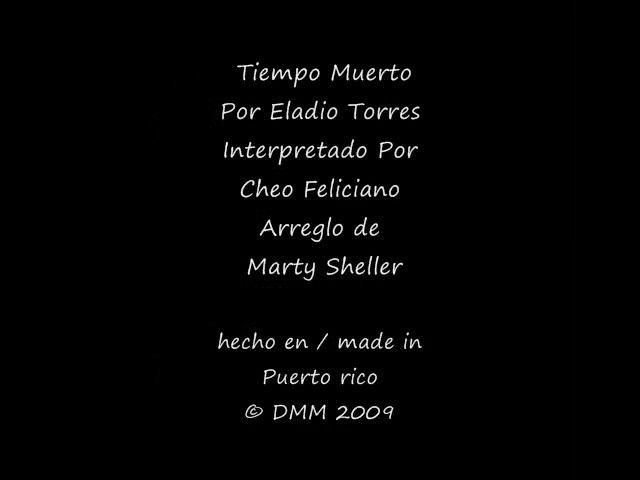 Tiempo Muerto
Por Eladio Torres
Interpretado Por
Cheo Feliciano
Arreglo de
Marty Sheller
hecho en / made in
Puerto rico
© DMM 2009